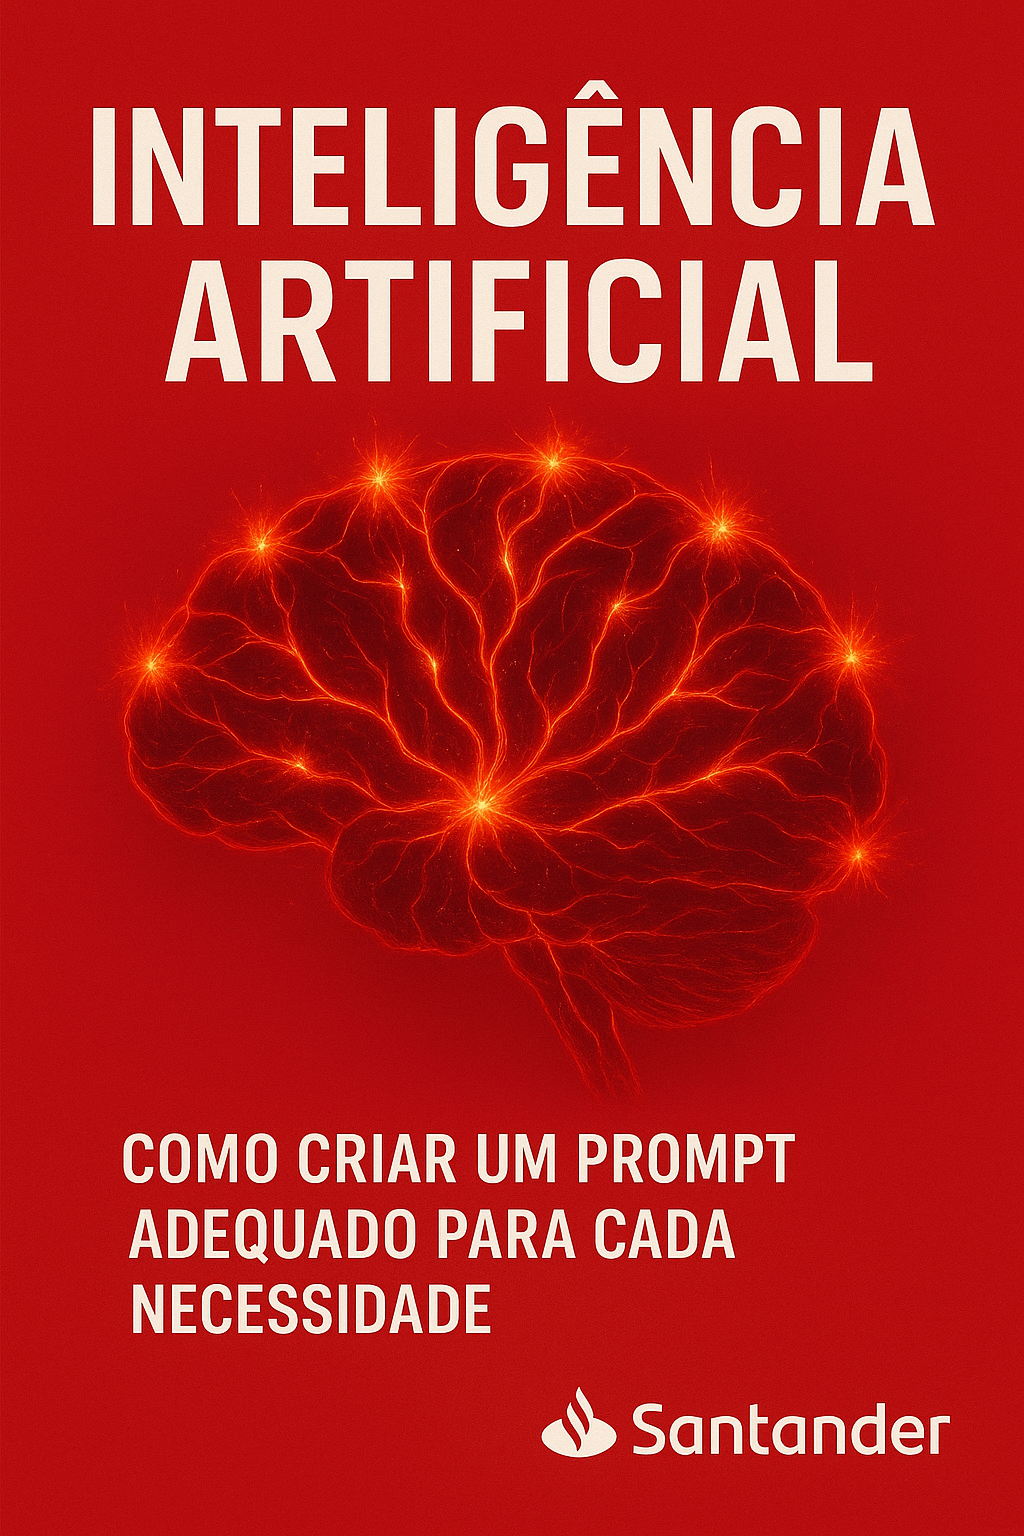 INTELIGÊNCIA
ARTIFICIAL
COMO CRIAR UM PROMPT
ADEQUADO PARA CADA
NECESSIDADE
Santander